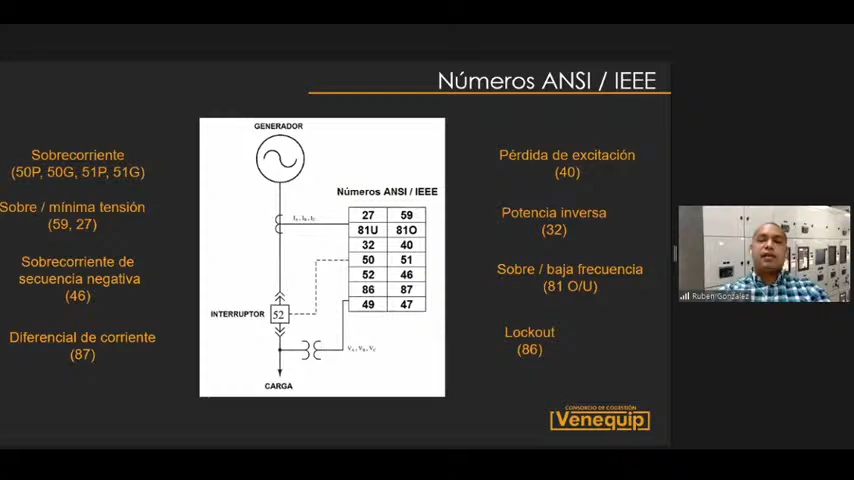 Números ANSI / IEEE
Sobrecorriente
(50P, 50G, 51P, 51G)
Sobre / mínima tensión
(59, 27)
Sobrecorriente de
secuencia negativa
(46)
Diferencial de corriente
(87)
GENERADOR
Números ANSI / IEEE
27 59
81U 81O
32 40
50 51
52 46
86 87
49 47
INTERRUPTOR 52
CARGA
Pérdida de excitación
(40)
Potencia inversa
(32)
Sobre / baja frecuencia
(81 O/U)
Lockout
(86)
CONSORCIO DE COGESTIÓN
Venequip
Ruben Gonzalez